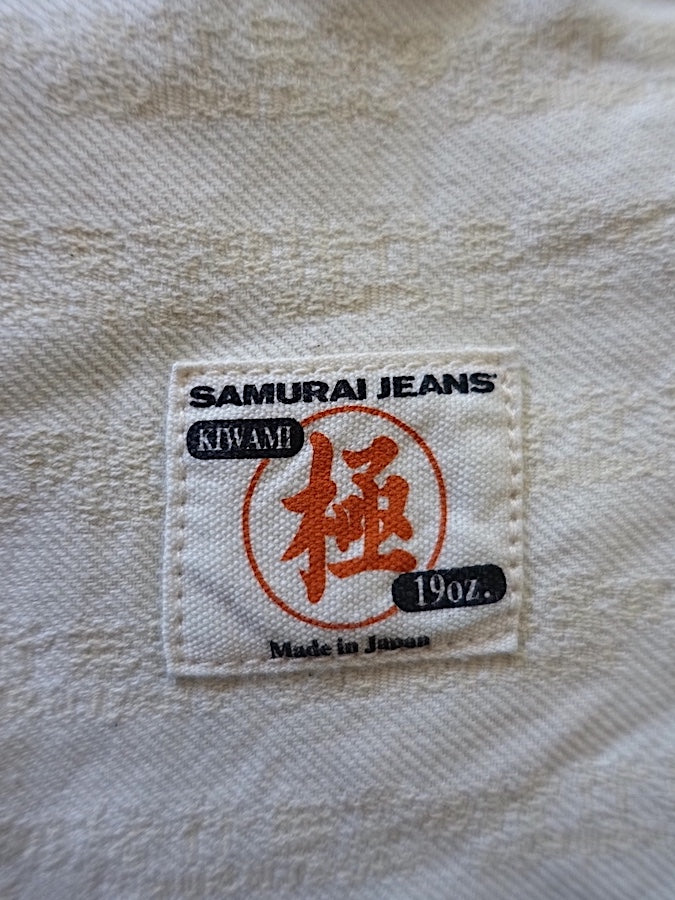 SAMURAI JEANS
KIWAMI
極
19oz.
Made in Japan